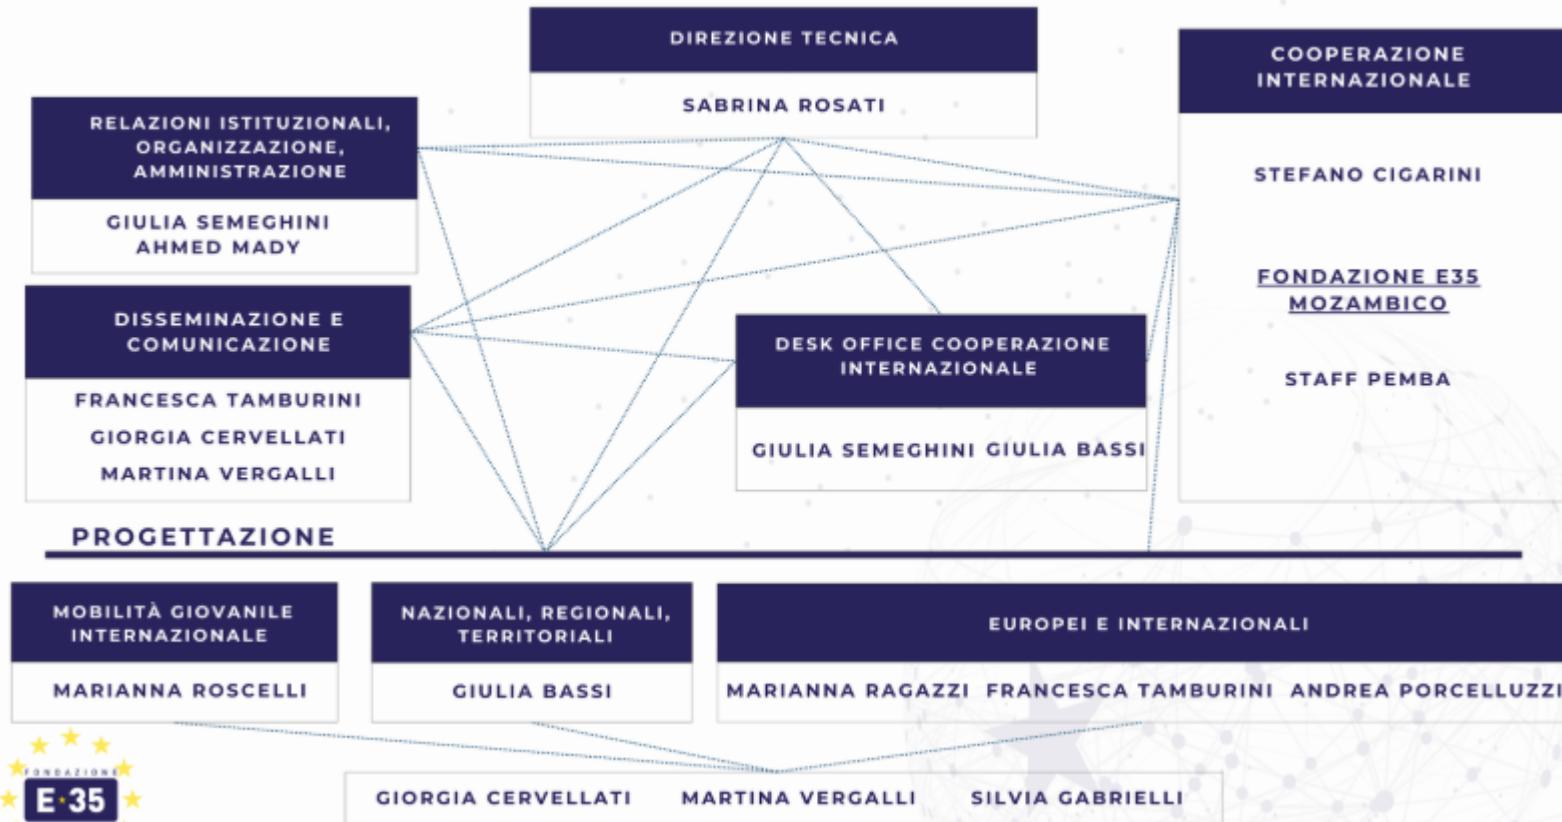 DIREZIONE TECNICA
SABRINA ROSATI
COOPERAZIONE
INTERNAZIONALE
STEFANO CIGARINI
FONDAZIONE E35
MOZAMBICO
STAFF PEMBA
RELAZIONI ISTITUZIONALI,
ORGANIZZAZIONE,
AMMINISTRAZIONE
GIULIA SEMEGHINI
AHMED MADY
DISSEMINAZIONE E
COMUNICAZIONE
FRANCESCA TAMBURINI
GIORGIA CERVELLATI
MARTINA VERGALLI
DESK OFFICE COOPERAZIONE
INTERNAZIONALE
GIULIA SEMEGHINI GIULIA BASSI
PROGETTAZIONE
MOBILITÀ GIOVANILE
INTERNAZIONALE
MARIANNA ROSCELLI
NAZIONALI, REGIONALI,
TERRITORIALI
GIULIA BASSI
EUROPEI E INTERNAZIONALI
MARIANNA RAGAZZI FRANCESCA TAMBURINI ANDREA PORCELLUZZI
GIORGIA CERVELLATI MARTINA VERGALLI SILVIA GABRIELLI
FONDAZIONE
E·35